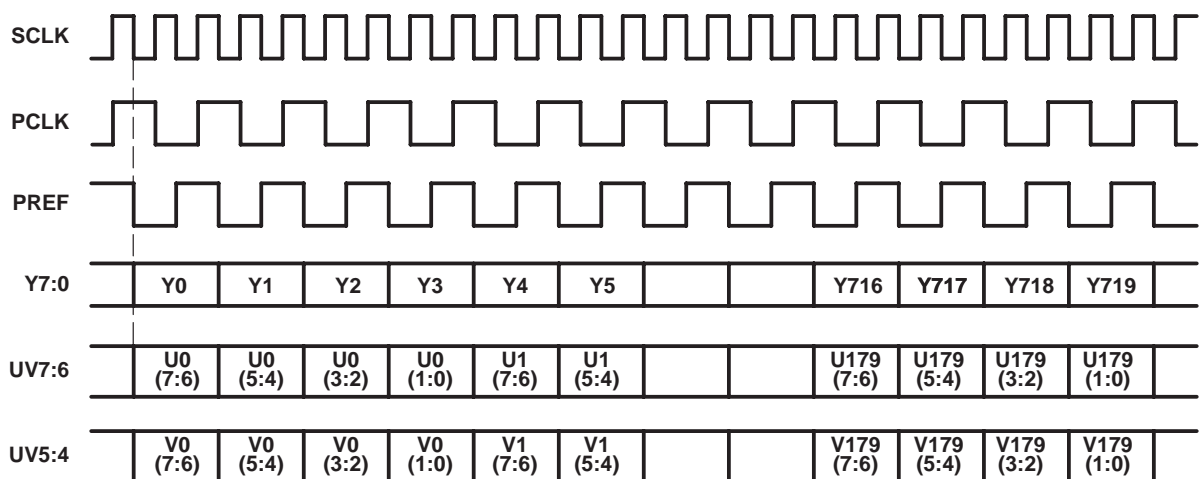 SCLK
PCLK
PREF
Y7:0 Y0 Y1 Y2 Y3 Y4 Y5 Y716 Y717 Y718 Y719
UV7:6 U0 U0 U0 U0 U1 U1 U179 U179 U179 U179
(7:6) (5:4) (3:2) (1:0) (7:6) (5:4) (7:6) (5:4) (3:2) (1:0)
UV5:4 V0 V0 V0 V0 V1 V1 V179 V179 V179 V179
(7:6) (5:4) (3:2) (1:0) (7:6) (5:4) (7:6) (5:4) (3:2) (1:0)